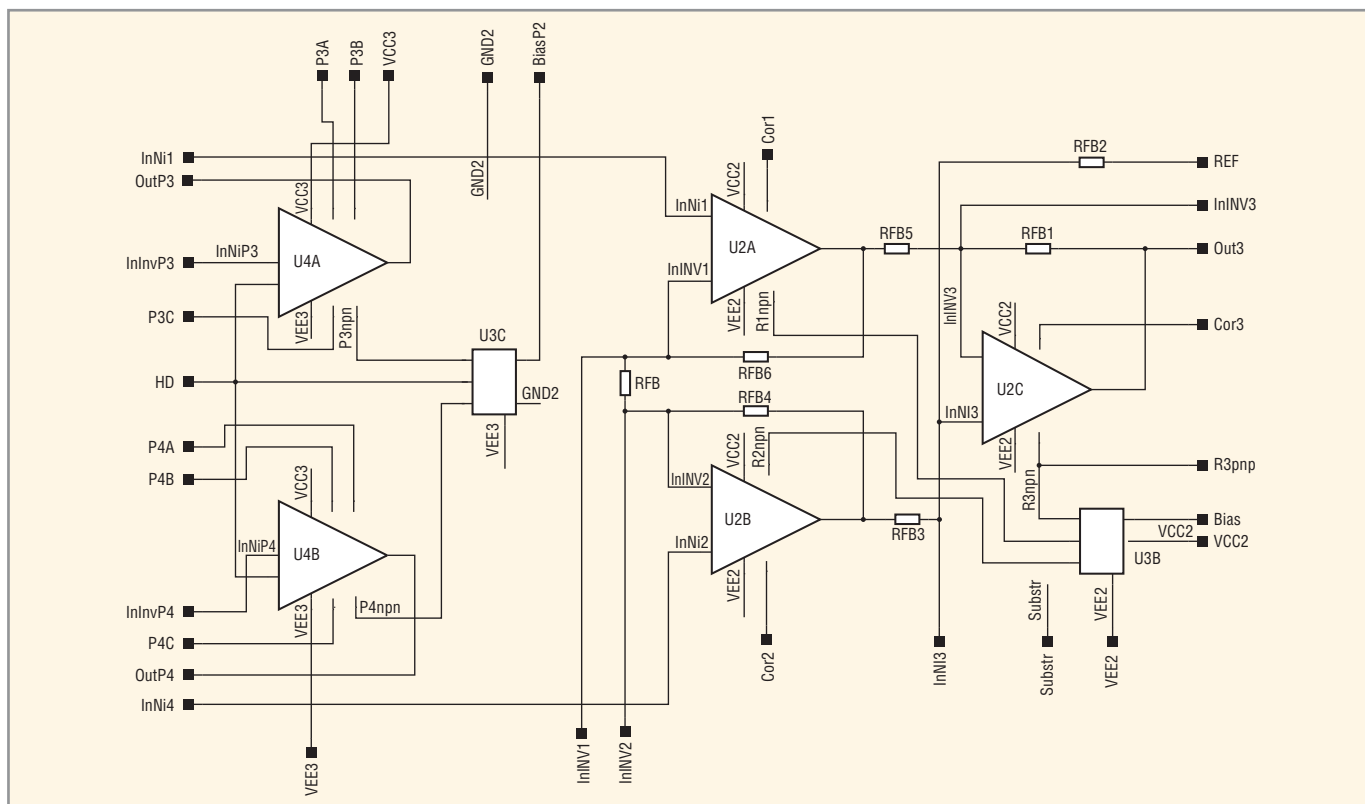 P3A
P3B
VCC3
GND2
BiasP2
Cor1
InNi1
OutP3
InInvP3
P3C
HD
P4A
P4B
InInvP4
P4C
OutP4
InNi4
VCC3
InNiP3
U4A
VEE3
P3npn
U3C
GND2
VEE3
GND2
VCC3
InNiP4
U4B
VEE3
P4npn
VEE3
InNi1
VCC2
U2A
InINV1
VEE2
R1npn
RFB5
RFB6
RFB
RFB4
VCC2
R2npn
InINV2
U2B
InNi2
VEE2
RFB3
Cor2
InINV1
InINV2
InNI3
RFB2
REF
InINV3
RFB1
Out3
InINV3
VCC2
Cor3
U2C
InNI3
VEE2
R3npn
R3pnp
Bias
VCC2
VCC2
U3B
Substr
VEE2
Substr
VEE2